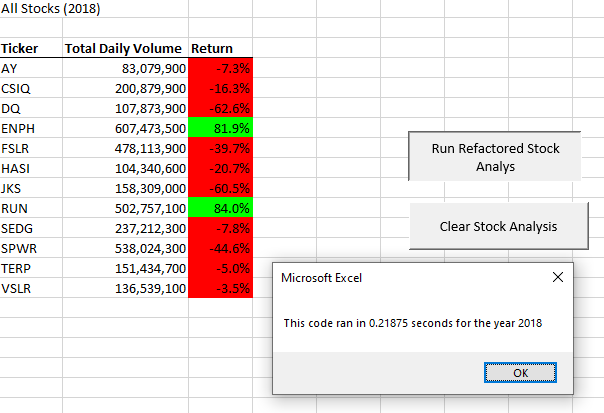 All Stocks (2018)
Ticker Total Daily Volume Return
AY 83,079,900 -7.3%
CSIQ 200,879,900 -16.3%
DQ 107,873,900 -62.6%
ENPH 607,473,500 81.9%
FSLR 478,113,900 -39.7%
HASI 104,340,600 -20.7%
JKS 158,309,000 -60.5%
RUN 502,757,100 84.0%
SEDG 237,212,300 -7.8%
SPWR 538,024,300 -44.6%
TERP 151,434,700 -5.0%
VSLR 136,539,100 -3.5%
Run Refactored Stock
Analys
Clear Stock Analysis
Microsoft Excel
This code ran in 0.21875 seconds for the year 2018
OK